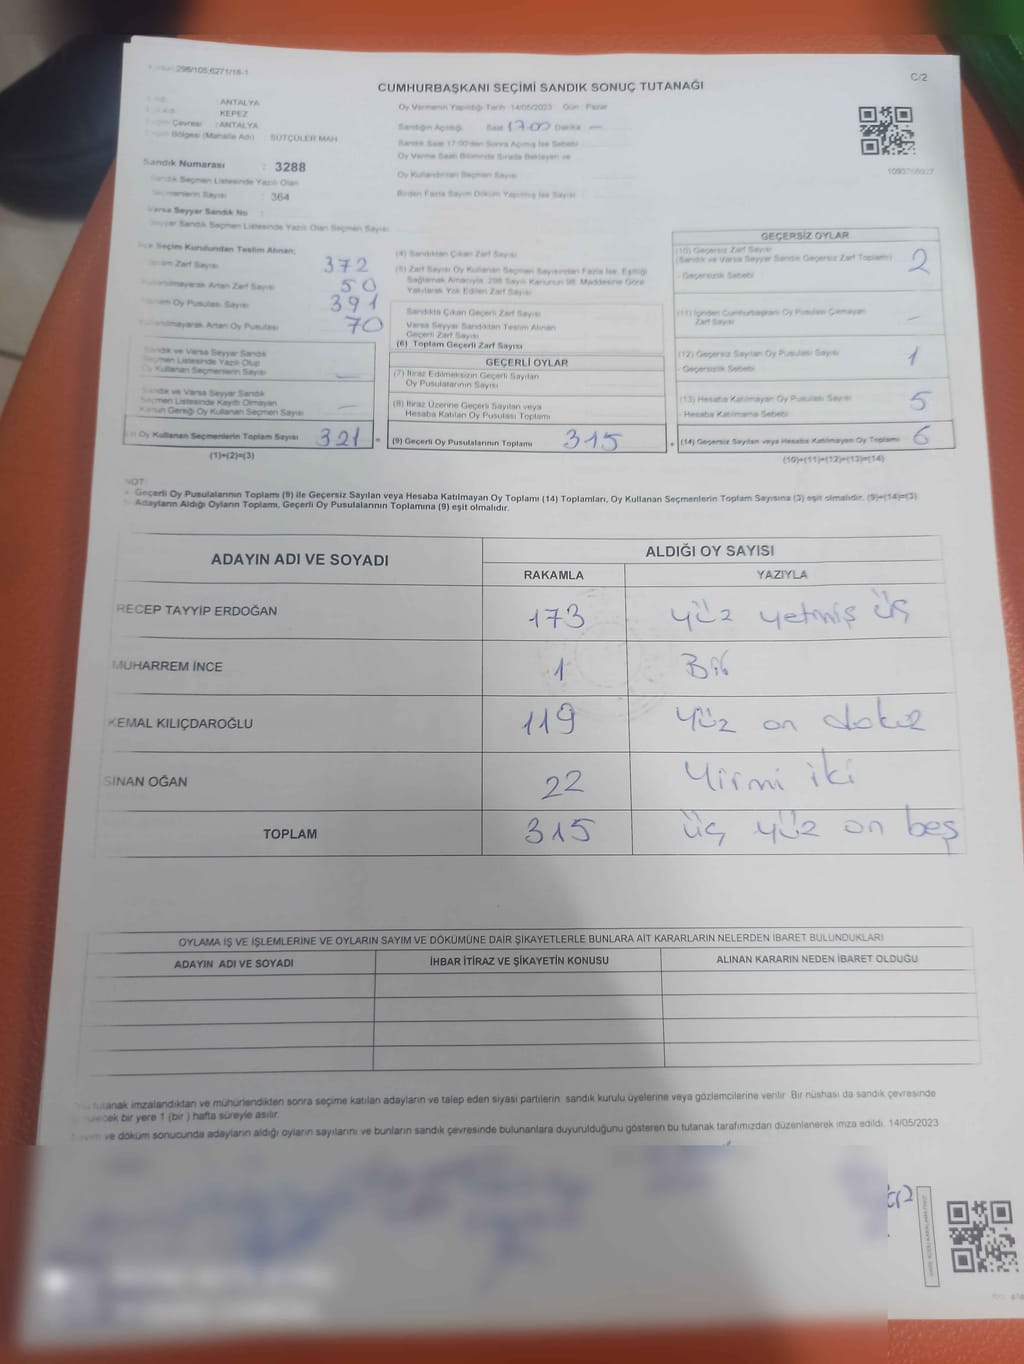 298/105;6271/18-1
C/2
CUMHURBAŞKANI SEÇİMİ SANDIK SONUÇ TUTANAĞI
: ANTALYA
: KEPEZ
Çevresi : ANTALYA
Bölgesi (Mahalle Adı) : SÜTÇÜLER MAH.
Sandık Numarası : 3288
Sandık Seçmen Listesinde Yazılı Olan
Seçmenlerin Sayısı : 364
Varsa Seyyar Sandık No :
Seyyar Sandık Seçmen Listesinde Yazılı Olan Seçmen Sayısı
Oy Vermenin Yapıldığı Tarih :14/05/2023 Gün : Pazar
Sandığın Açıldığı Saat 17:00 Dakika —
Sandık Saat 17:00'den Sonra Açılmış İse Sebebi
Oy Verme Saati Bitiminde Sırada Bekleyen ve
Oy Kullandırılan Seçmen Sayısı
Birden Fazla Sayım Döküm Yapılmış İse Sayısı
İlçe Seçim Kurulundan Teslim Alınan;
Zarf Sayısı 372
Kullanılmayarak Artan Zarf Sayısı 50
Oy Pusulası Sayısı 391
Kullanılmayarak Artan Oy Pusulası 70
Sandık ve Varsa Seyyar Sandık
Seçmen Listesinde Yazılı Olup
Oy Kullanan Seçmenlerin Sayısı —
Sandık ve Varsa Seyyar Sandık
Seçmen Listesinde Kayıtlı Olmayan
Kanun Gereği Oy Kullanan Seçmen Sayısı —
Oy Kullanan Seçmenlerin Toplam Sayısı 321 =
(1)+(2)=(3)
(4) Sandıktan Çıkan Zarf Sayısı
(5) Zarf Sayısı Oy Kullanan Seçmen Sayısından Fazla İse, Eşitliği
Sağlamak Amacıyla; 298 Sayılı Kanunun 98. Maddesine Göre
Yakılarak Yok Edilen Zarf Sayısı
Sandıkta Çıkan Geçerli Zarf Sayısı
Varsa Seyyar Sandıktan Teslim Alınan
Geçerli Zarf Sayısı
(6) Toplam Geçerli Zarf Sayısı
GEÇERLİ OYLAR
(7) İtiraz Edilmeksizin Geçerli Sayılan
Oy Pusulalarının Sayısı
(8) İtiraz Üzerine Geçerli Sayılan veya
Hesaba Katılan Oy Pusulası Toplamı
(9) Geçerli Oy Pusulalarının Toplamı 315 +
GEÇERSİZ OYLAR
(10) Geçersiz Zarf Sayısı
(Sandık ve Varsa Seyyar Sandık Geçersiz Zarf Toplamı) 2
- Geçersizlik Sebebi
(11) İçinden Cumhurbaşkanı Oy Pusulası Çıkmayan
Zarf Sayısı —
(12) Geçersiz Sayılan Oy Pusulası Sayısı 1
- Geçersizlik Sebebi
(13) Hesaba Katılmayan Oy Pusulası Sayısı 5
- Hesaba Katılmama Sebebi
(14) Geçersiz Sayılan veya Hesaba Katılmayan Oy Toplamı 6
(10)+(11)+(12)+(13)=(14)
NOT:
Geçerli Oy Pusulalarının Toplamı (9) ile Geçersiz Sayılan veya Hesaba Katılmayan Oy Toplamı (14) Toplamları, Oy Kullanan Seçmenlerin Toplam Sayısına (3) eşit olmalıdır. (9)+(14)=(3)
Adayların Aldığı Oyların Toplamı, Geçerli Oy Pusulalarının Toplamına (9) eşit olmalıdır.
ADAYIN ADI VE SOYADI
ALDIĞI OY SAYISI
RAKAMLA YAZIYLA
RECEP TAYYİP ERDOĞAN 173 yüz yetmiş üç
MUHARREM İNCE 1 Bir
KEMAL KILIÇDAROĞLU 119 Yüz on dokuz
SİNAN OĞAN 22 Yirmi iki
TOPLAM 315 üç yüz on beş
OYLAMA İŞ VE İŞLEMLERİNE VE OYLARIN SAYIM VE DÖKÜMÜNE DAİR ŞİKAYETLERLE BUNLARA AİT KARARLARIN NELERDEN İBARET BULUNDUKLARI
ADAYIN ADI VE SOYADI İHBAR İTİRAZ VE ŞİKAYETİN KONUSU ALINAN KARARIN NEDEN İBARET OLDUĞU
tutanak imzalandıktan ve mühürlendikten sonra seçime katılan adayların ve talep eden siyasi partilerin sandık kurulu üyelerine veya gözlemcilerine verilir. Bir nüshası da sandık çevresinde
bir yere 1 (bir ) hafta süreyle asılır.
ve döküm sonucunda adayların aldığı oyların sayılarını ve bunların sandık çevresinde bulunanlara duyurulduğunu gösteren bu tutanak tarafımızdan düzenlenerek imza edildi. 14/05/2023